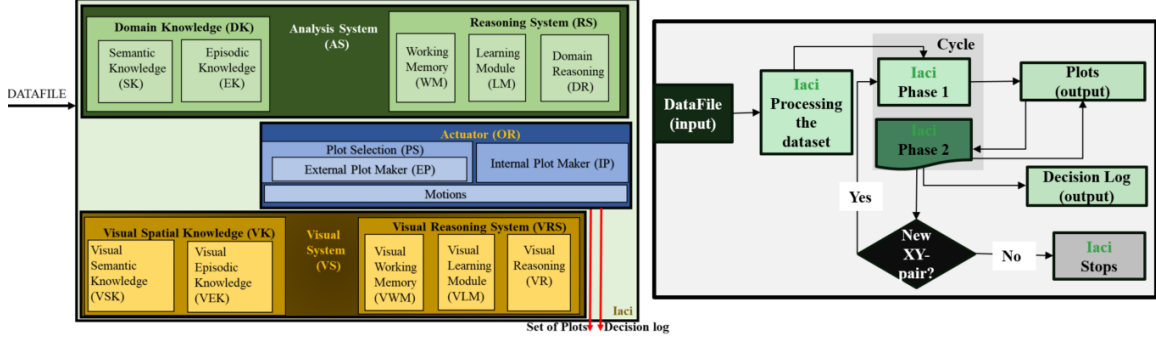 DATAFILE
Domain Knowledge (DK)
Semantic
Knowledge
(SK)
Episodic
Knowledge
(EK)
Analysis System
(AS)
Reasoning System (RS)
Working
Memory
(WM)
Learning
Module
(LM)
Domain
Reasoning
(DR)
Actuator (OR)
Plot Selection (PS)
External Plot Maker (EP)
Internal Plot Maker (IP)
Motions
Visual Spatial Knowledge (VK)
Visual
Semantic
Knowledge
(VSK)
Visual
Episodic
Knowledge
(VEK)
Visual
System
(VS)
Visual Reasoning System (VRS)
Visual
Working
Memory
(VWM)
Visual
Learning
Module
(VLM)
Visual
Reasoning
(VR)
Iaci
Set of Plots
Decision log
DataFile
(input)
Iaci
Processing
the
dataset
Cycle
Iaci
Phase 1
Iaci
Phase 2
Plots
(output)
Decision Log
(output)
Yes
New
XY-
pair?
No
Iaci
Stops